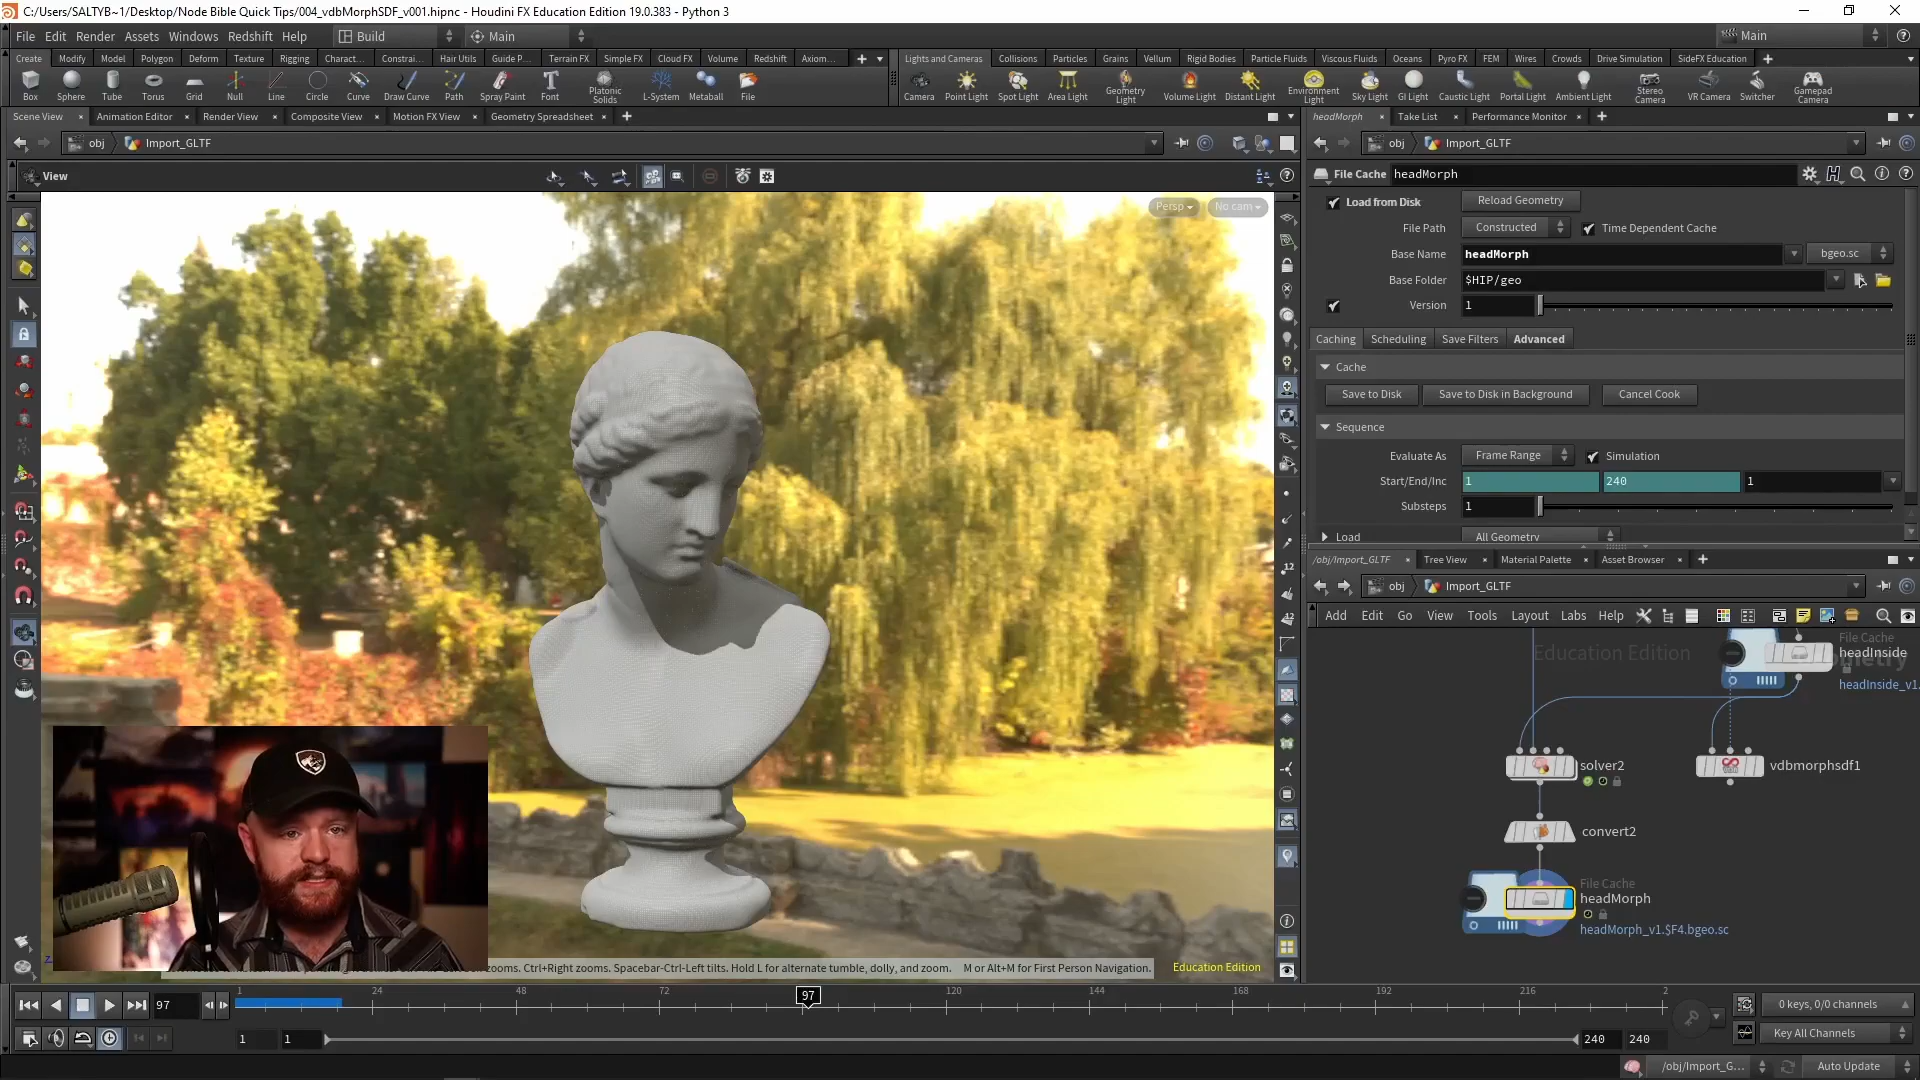 C:/Users/SALTYB~1/Desktop/Node Bible Quick Tips/004_vdbMorphSDF_v001.hipnc - Houdini FX Education Edition 19.0.383 - Python 3
File Edit Render Assets Windows Redshift Help Build Main Main
Create Modify Model Polygon Deform Texture Rigging Charact... Constrai... Hair Utils Guide P... Terrain FX Simple FX Cloud FX Volume Redshift Axiom...
Lights and Cameras Collisions Particles Grains Vellum Rigid Bodies Particle Fluids Viscous Fluids Oceans Pyro FX FEM Wires Crowds Drive Simulation SideFX Education
Box Sphere Tube Torus Grid Null Line Circle Curve Draw Curve Path Spray Paint Font Platonic Solids L-System Metaball File
Camera Point Light Spot Light Area Light Geometry Light Volume Light Distant Light Environment Light Sky Light GI Light Caustic Light Portal Light Ambient Light Stereo Camera VR Camera Switcher Gamepad Camera
Scene View Animation Editor Render View Composite View Motion FX View Geometry Spreadsheet
headMorph Take List Performance Monitor
obj Import_GLTF
obj Import_GLTF
View
File Cache headMorph
Persp No cam
Load from Disk Reload Geometry
File Path Constructed Time Dependent Cache
Base Name headMorph bgeo.sc
Base Folder $HIP/geo
Version 1
Caching Scheduling Save Filters Advanced
Cache
Save to Disk Save to Disk in Background Cancel Cook
Sequence
Evaluate As Frame Range Simulation
Start/End/Inc 1 240 1
Substeps 1
Load All Geometry
/obj/Import_GLTF Tree View Material Palette Asset Browser
obj Import_GLTF
Add Edit Go View Tools Layout Labs Help
Education Edition
File Cache
headInside
headInside_v1.
solver2
vdbmorphsdf1
convert2
File Cache
headMorph
headMorph_v1.$F4.bgeo.sc
zooms. Ctrl+Right zooms. Spacebar-Ctrl-Left tilts. Hold L for alternate tumble, dolly, and zoom. M or Alt+M for First Person Navigation.
Education Edition
97
1 24 48 72 97 120 144 168 192 216 2
0 keys, 0/0 channels
1 1 240 240
Key All Channels
/obj/Import_G...
Auto Update